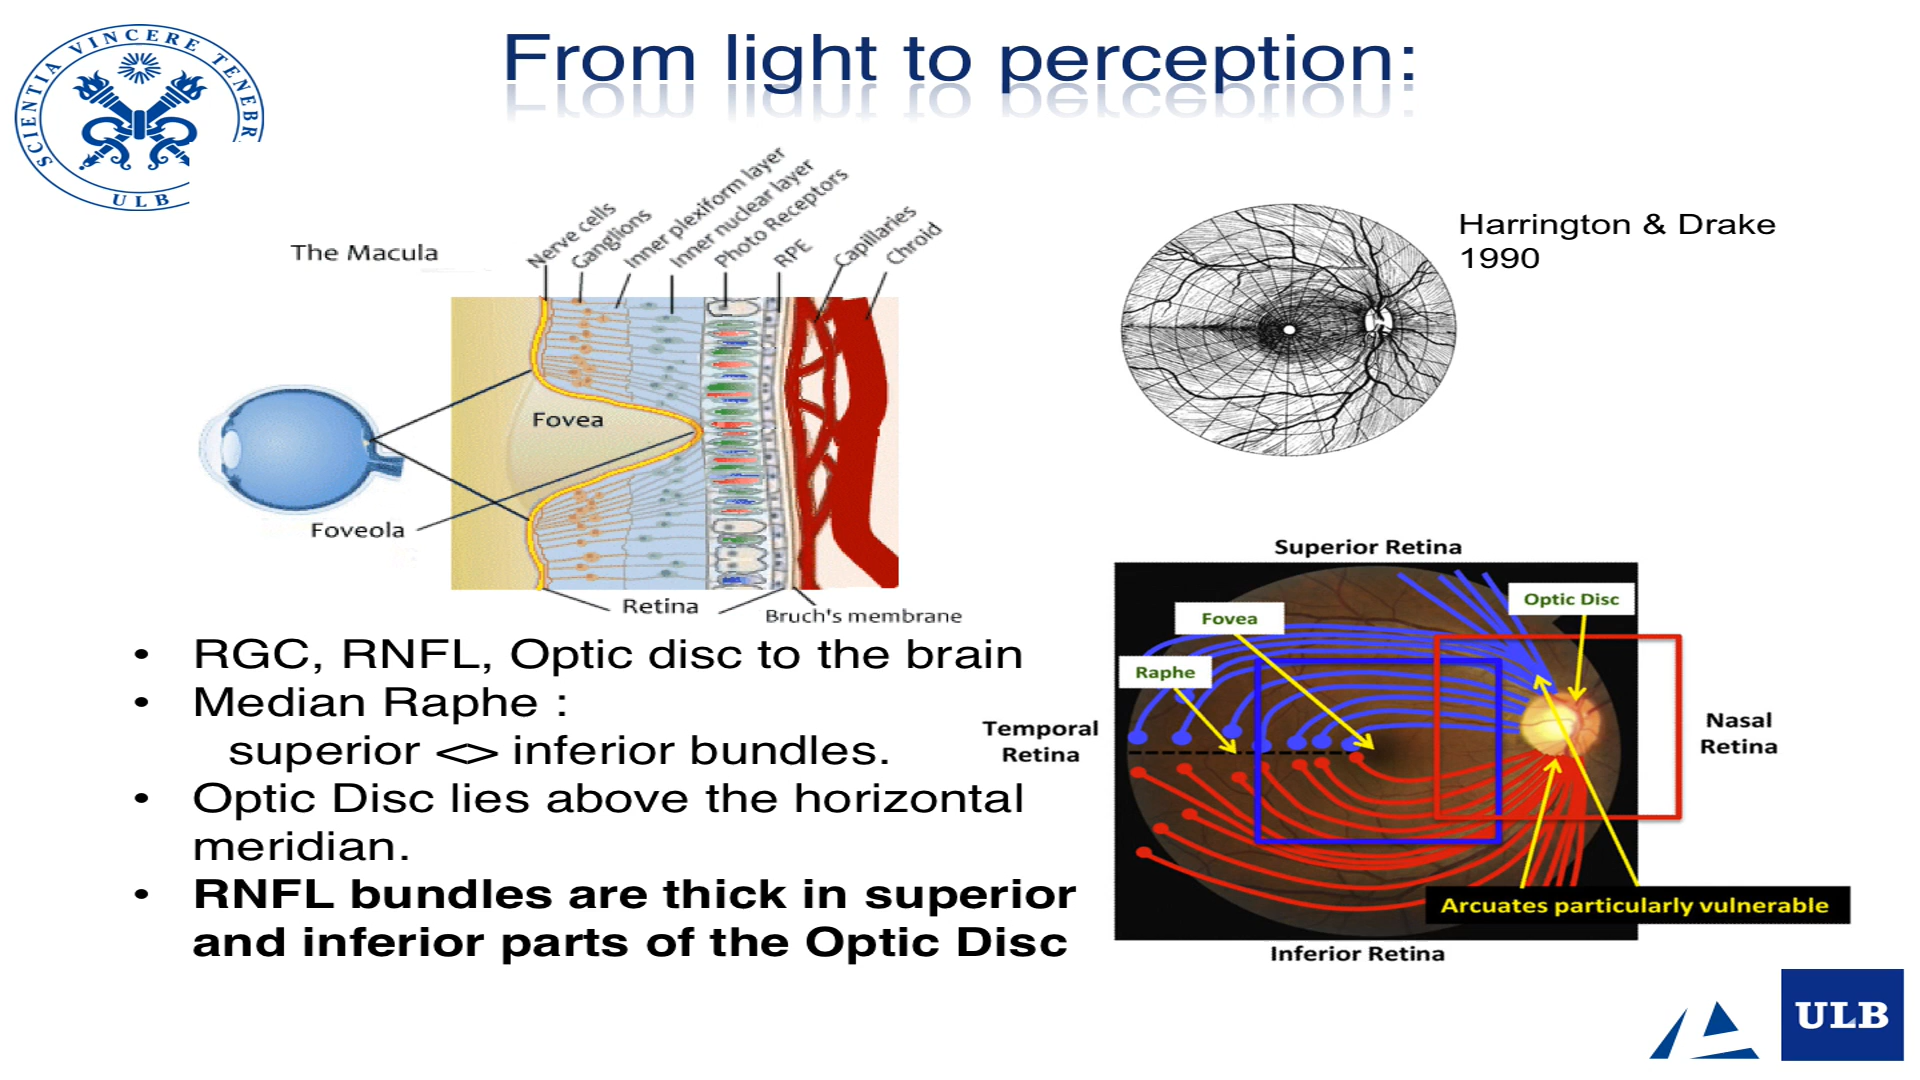 From light to perception:
SCIENTIA VINCERE TENEBR
ULB
The Macula
Nerve cells
Ganglions
Inner plexiform layer
Inner nuclear layer
Photo Receptors
RPE
Capillaries
Chroid
Fovea
Foveola
Retina
Bruch's membrane
Harrington & Drake
1990
• RGC, RNFL, Optic disc to the brain
• Median Raphe :
superior <> inferior bundles.
• Optic Disc lies above the horizontal
meridian.
• RNFL bundles are thick in superior
and inferior parts of the Optic Disc
Superior Retina
Optic Disc
Fovea
Raphe
Temporal
Retina
Nasal
Retina
Arcuates particularly vulnerable
Inferior Retina
ULB